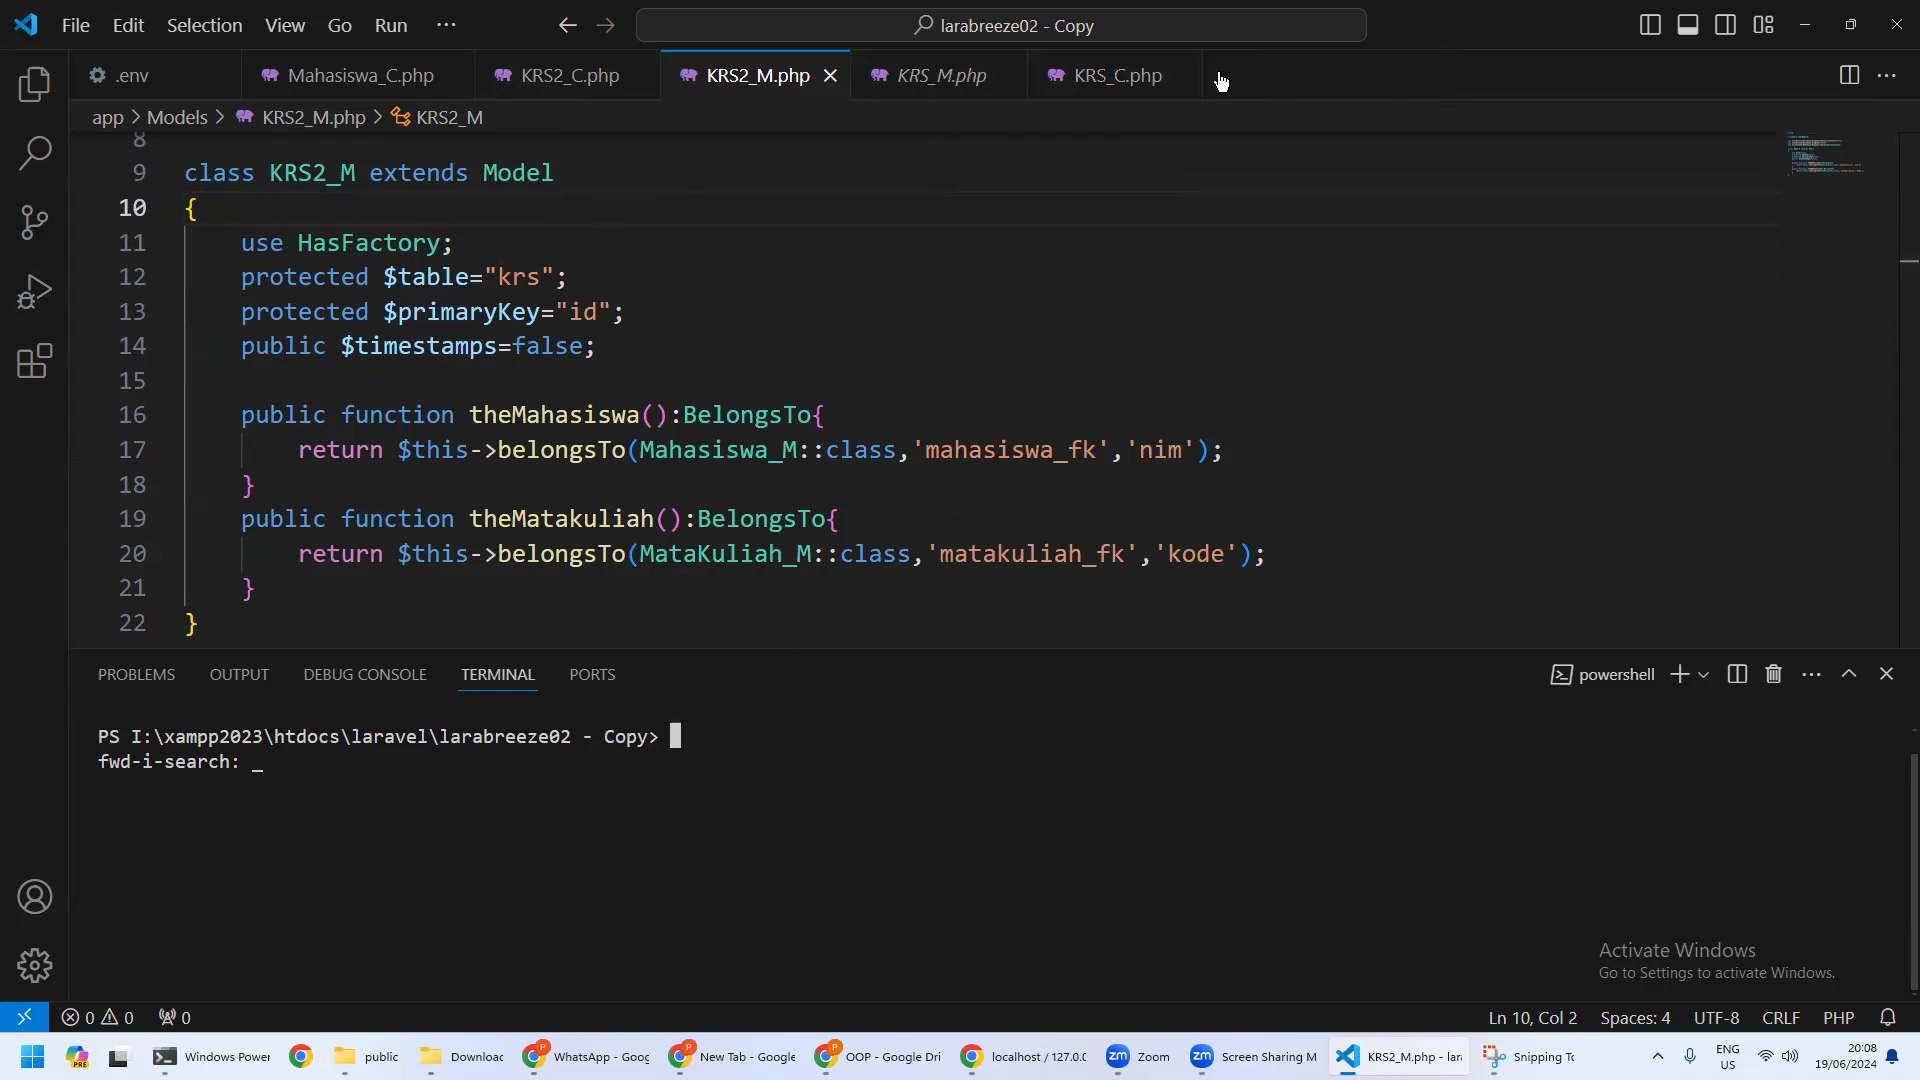 File Edit Selection View Go Run ··· larabreeze02 - Copy
.env Mahasiswa_C.php KRS2_C.php KRS2_M.php KRS_M.php KRS_C.php
app > Models > KRS2_M.php > KRS2_M
8
9 class KRS2_M extends Model
10 {
11 use HasFactory;
12 protected $table="krs";
13 protected $primaryKey="id";
14 public $timestamps=false;
15
16 public function theMahasiswa():BelongsTo{
17 return $this->belongsTo(Mahasiswa_M::class,'mahasiswa_fk','nim');
18 }
19 public function theMatakuliah():BelongsTo{
20 return $this->belongsTo(MataKuliah_M::class,'matakuliah_fk','kode');
21 }
22 }
PROBLEMS OUTPUT DEBUG CONSOLE TERMINAL PORTS powershell
PS I:\xampp2023\htdocs\laravel\larabreeze02 - Copy>
fwd-i-search: _
Activate Windows
Go to Settings to activate Windows.
0 0 0 Ln 10, Col 2 Spaces: 4 UTF-8 CRLF PHP
Windows Power public Downloac WhatsApp - Goog New Tab - Google OOP - Google Dri localhost / 127.0.0 Zoom Screen Sharing M KRS2_M.php - lar Snipping To ENG US 20:08 19/06/2024